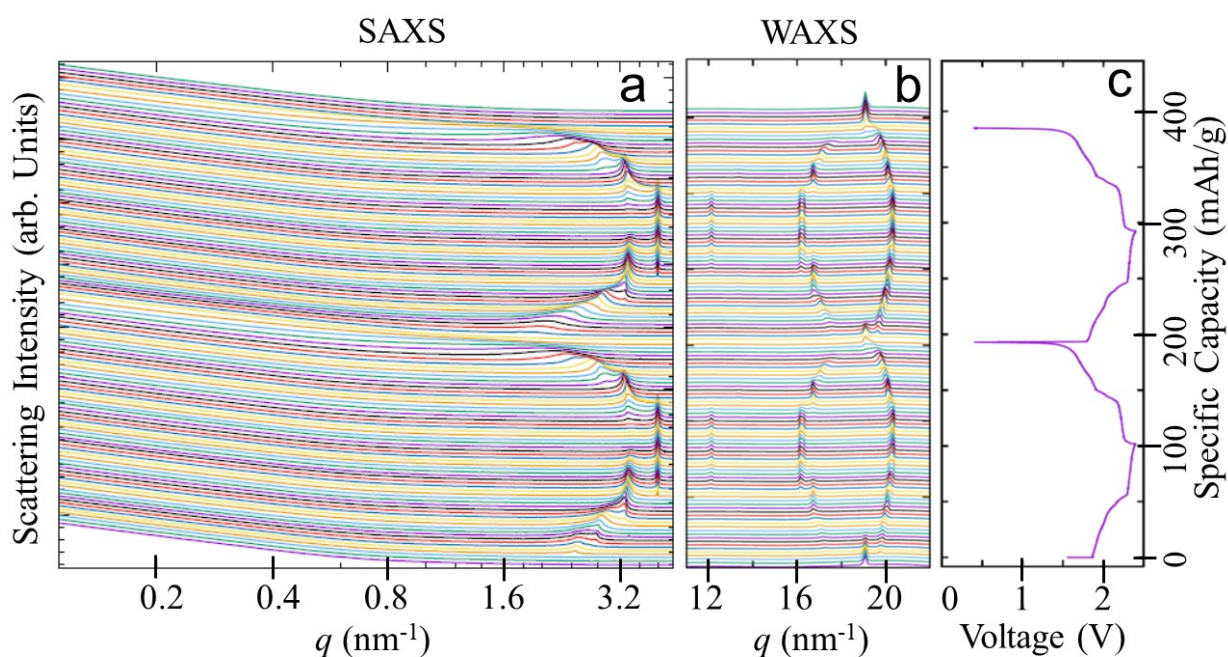 SAXS WAXS
a b c
Scattering Intensity (arb. Units)
0.2 0.4 0.8 1.6 3.2
q (nm-1)
12 16 20
q (nm-1)
0 1 2
Voltage (V)
0 100 200 300 400
Specific Capacity (mAh/g)